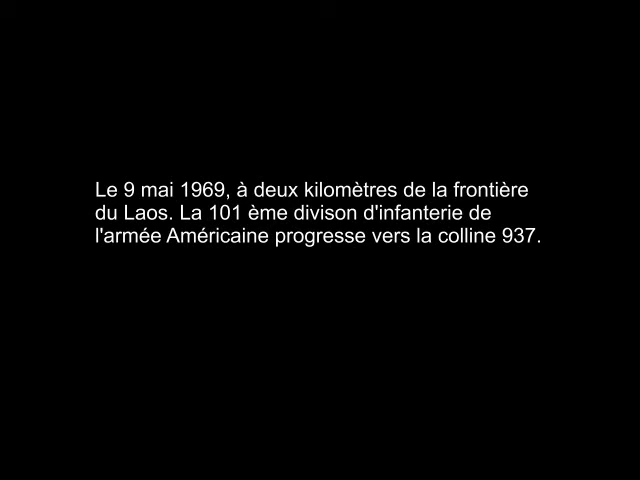 Le 9 mai 1969, à deux kilomètres de la frontière
du Laos. La 101 ème divison d'infanterie de
l'armée Américaine progresse vers la colline 937.